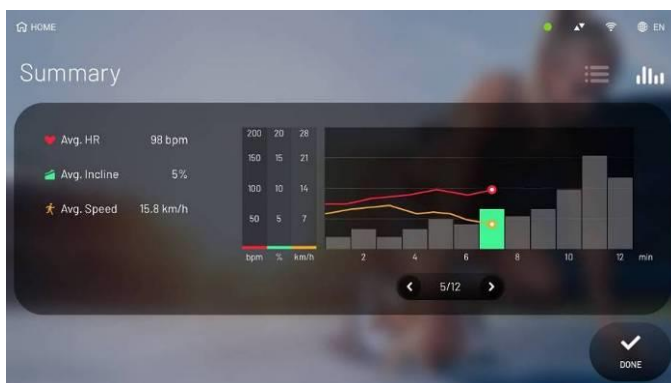 HOME
EN
Summary
Avg. HR 98 bpm
Avg. Incline 5%
Avg. Speed 15.8 km/h
200 20 28
150 15 21
100 10 14
50 5 7
bpm % km/h
2 4 6 8 10 12 min
5/12
DONE